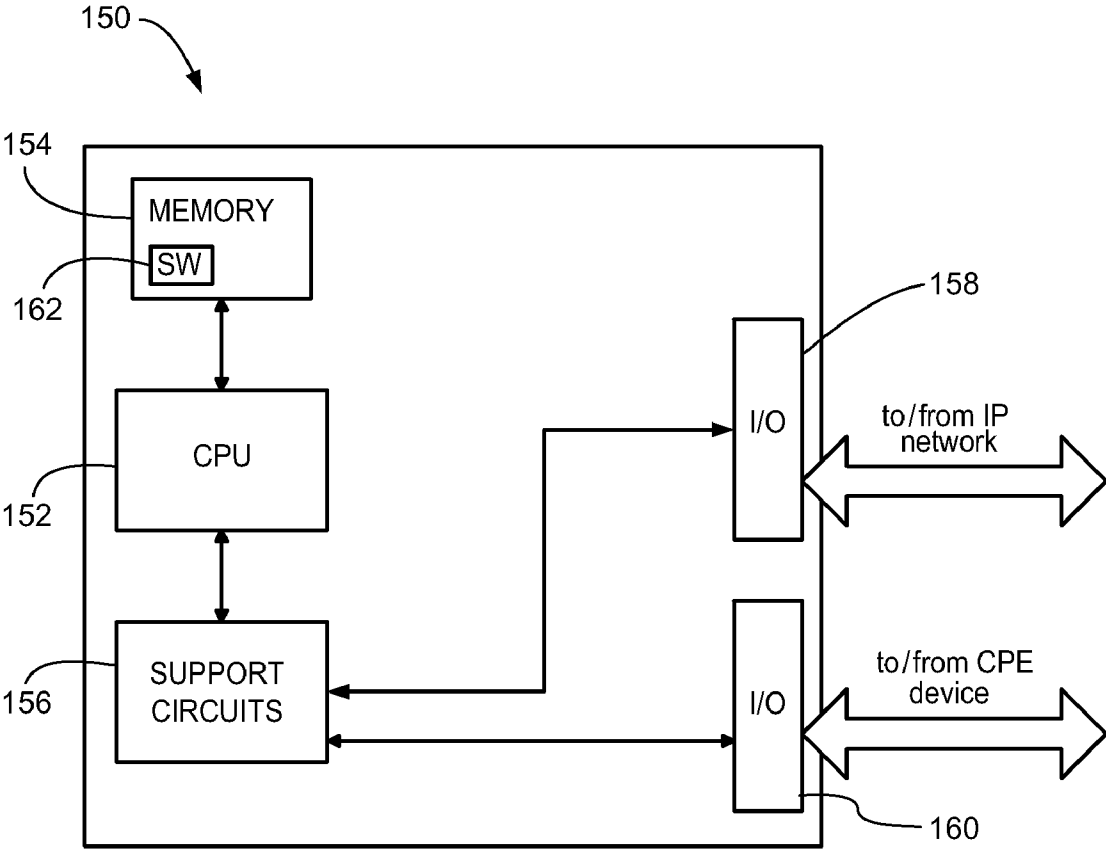 150
154
MEMORY
SW
162
158
I/O
to/from IP
network
CPU
152
SUPPORT
CIRCUITS
156
I/O
to/from CPE
device
160